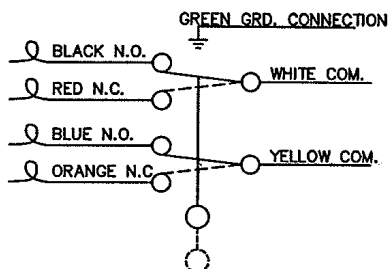 GREEN GRD. CONNECTION
BLACK N.O.
WHITE COM.
RED N.C.
BLUE N.O.
YELLOW COM.
ORANGE N.C